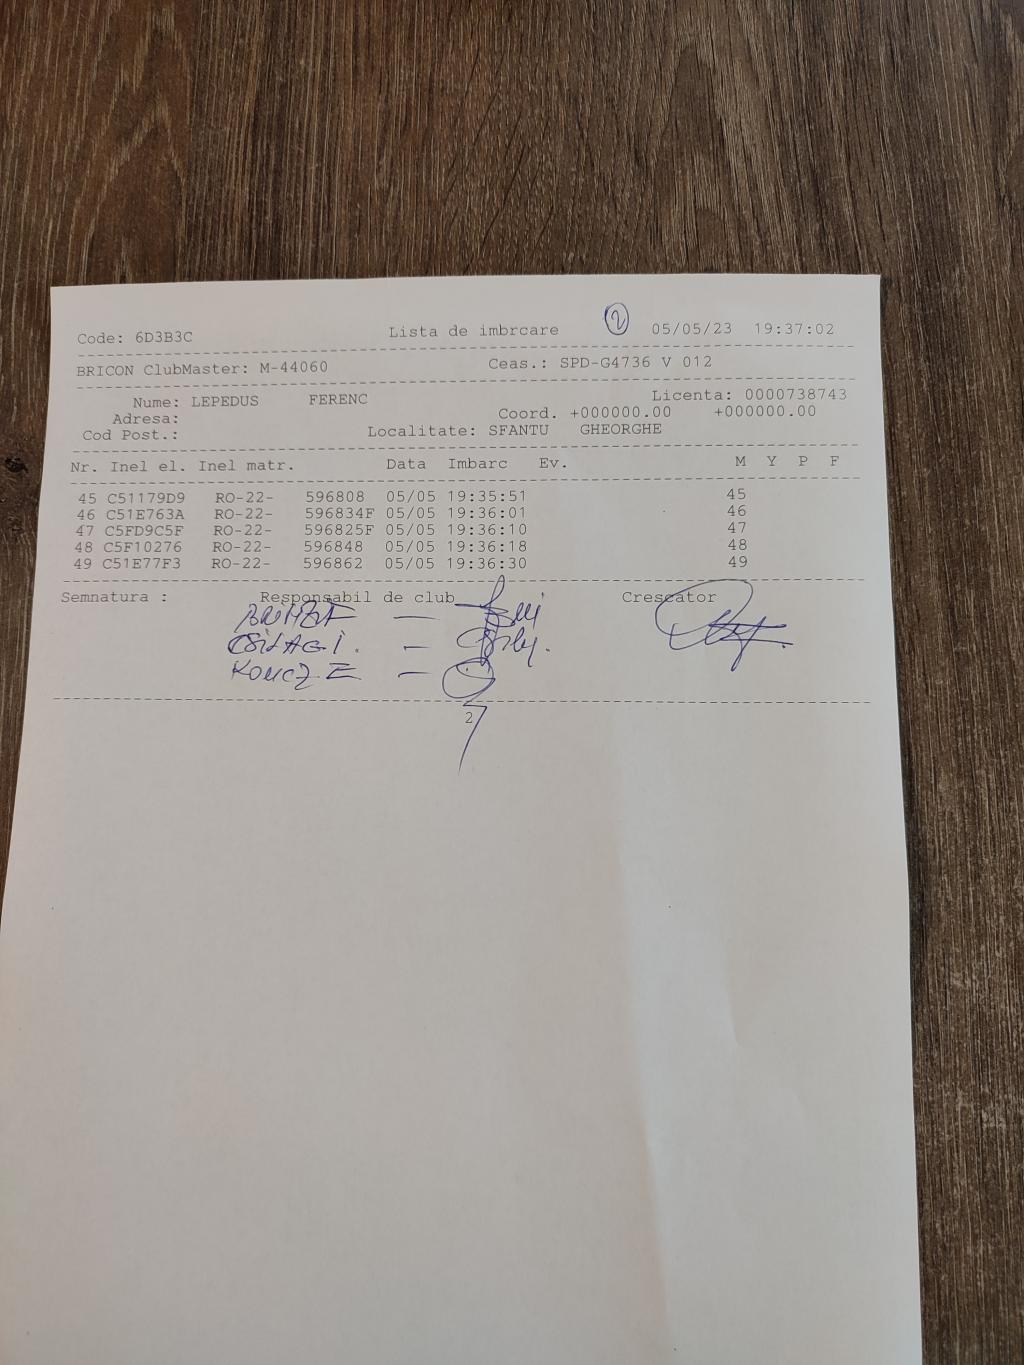 Code: 6D3B3C Lista de imbrcare 2 05/05/23 19:37:02
BRICON ClubMaster: M-44060 Ceas.: SPD-G4736 V 012
Nume: LEPEDUS FERENC Licenta: 0000738743
Adresa: Coord. +000000.00 +000000.00
Cod Post.: Localitate: SFANTU GHEORGHE
Nr. Inel el. Inel matr. Data Imbarc Ev. M Y P F
45 C51179D9 RO-22- 596808 05/05 19:35:51 45
46 C51E763A RO-22- 596834F 05/05 19:36:01 46
47 C5FD9C5F RO-22- 596825F 05/05 19:36:10 47
48 C5F10276 RO-22- 596848 05/05 19:36:18 48
49 C51E77F3 RO-22- 596862 05/05 19:36:30 49
Semnatura : Responsabil de club Crescator
KONCZ E -
2